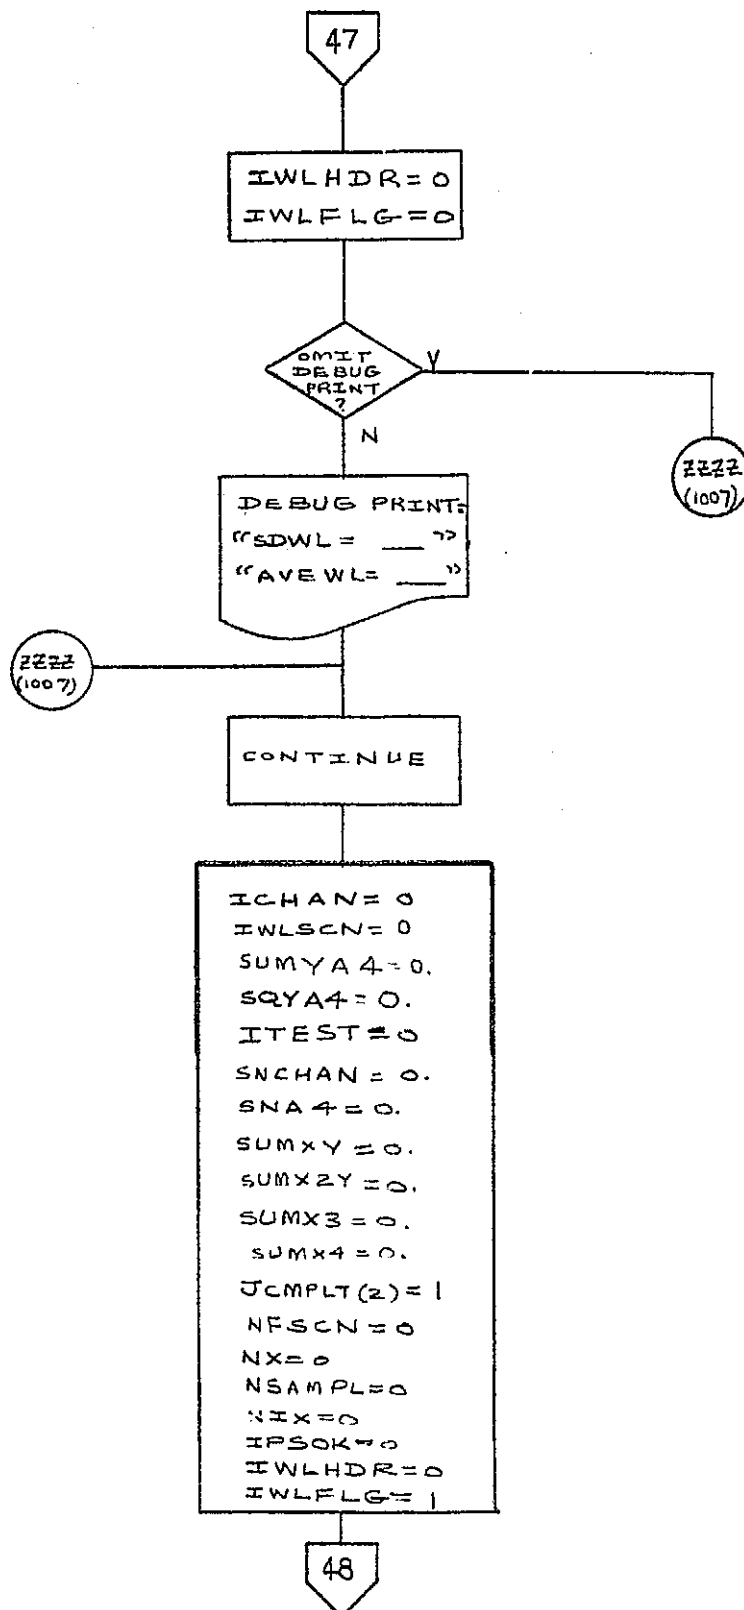 47
IWLHDR=0
IWLFLG=0
OMIT
DEBUG
PRINT
?
Y
N
ZZZZ
(1007)
DEBUG PRINT:
"SDWL = ___"
"AVEWL= ___"
ZZZZ
(1007)
CONTINUE
ICHAN= 0
IWLSCN= 0
SUMYA4=0.
SQYA4=0.
ITEST=0
SNCHAN = 0.
SNA4=0.
SUMXY=0.
SUMX2Y=0.
SUMX3=0.
SUMX4=0.
JCMPLT(2)=1
NFSCN=0
NX=0
NSAMPL=0
NIX=0
IPSOK=0
IWLHDR=0
IWLFLG=1
48